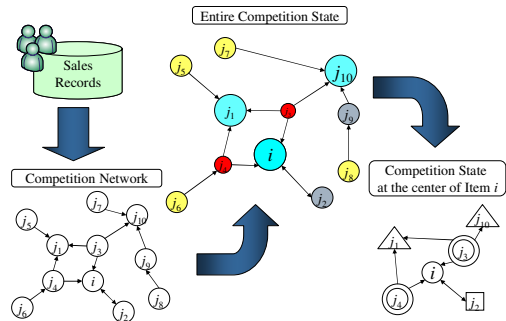 Entire Competition State
Sales
Records
j7
j5
j10
j1
j
j9
i
j
j8
j6
j2
Competition Network
j7
j5
j10
j1
j3
j9
j4
i
j8
j6
j2
Competition State
at the center of Item i
j10
j1
j3
i
j4
j2